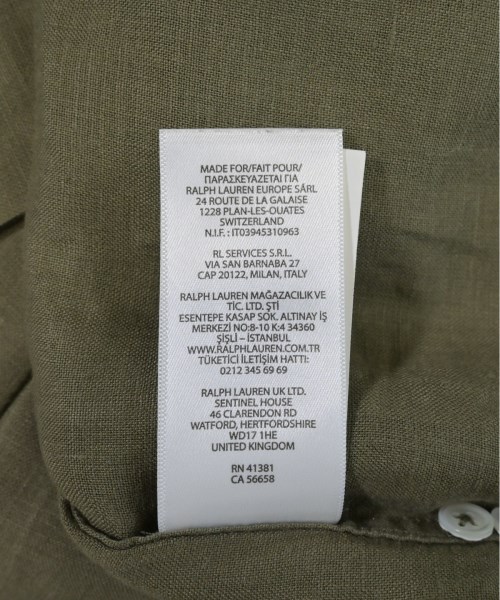 MADE FOR/FAIT POUR/
ΠΑΡΑΣΚΕΥΑΖΕΤΑΙ ΓΙΑ
RALPH LAUREN EUROPE SÁRL
24 ROUTE DE LA GALAISE
1228 PLAN-LES-OUATES
SWITZERLAND
N.I.F. : IT03945310963
RL SERVICES S.R.L.
VIA SAN BARNABA 27
CAP 20122, MILAN, ITALY
RALPH LAUREN MAĞAZACILIK VE
TİC. LTD. ŞTİ
ESENTEPE KASAP SOK. ALTINAY İŞ
MERKEZİ NO:8-10 K:4 34360
ŞİŞLİ – İSTANBUL
WWW.RALPHLAUREN.COM.TR
TÜKETİCİ İLETİŞİM HATTI:
0212 345 69 69
RALPH LAUREN UK LTD.
SENTINEL HOUSE
46 CLARENDON RD
WATFORD, HERTFORDSHIRE
WD17 1HE
UNITED KINGDOM
RN 41381
CA 56658